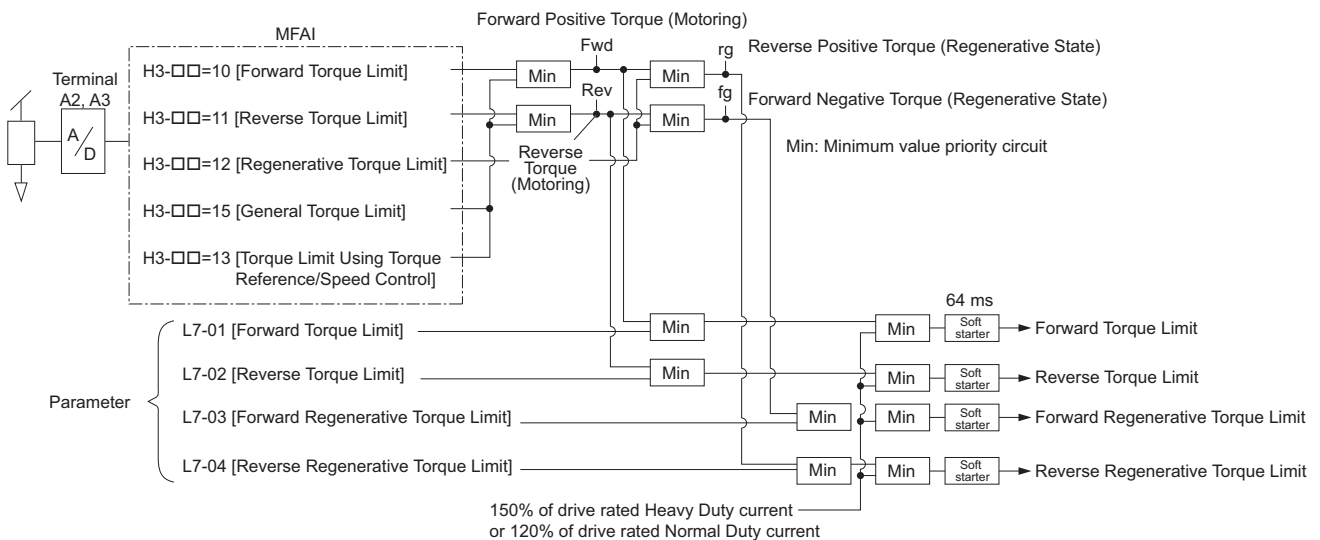 Forward Positive Torque (Motoring)
MFAI
Fwd
rg
Reverse Positive Torque (Regenerative State)
Terminal
A2, A3
A/D
H3-□□=10 [Forward Torque Limit]
Min
Min
Rev
fg
Forward Negative Torque (Regenerative State)
H3-□□=11 [Reverse Torque Limit]
Min
Min
Reverse
Torque
(Motoring)
Min: Minimum value priority circuit
H3-□□=12 [Regenerative Torque Limit]
H3-□□=15 [General Torque Limit]
H3-□□=13 [Torque Limit Using Torque
Reference/Speed Control]
64 ms
Parameter
L7-01 [Forward Torque Limit]
Min
Min
Soft
starter
Forward Torque Limit
L7-02 [Reverse Torque Limit]
Min
Min
Soft
starter
Reverse Torque Limit
L7-03 [Forward Regenerative Torque Limit]
Min
Min
Soft
starter
Forward Regenerative Torque Limit
L7-04 [Reverse Regenerative Torque Limit]
Min
Min
Soft
starter
Reverse Regenerative Torque Limit
150% of drive rated Heavy Duty current
or 120% of drive rated Normal Duty current